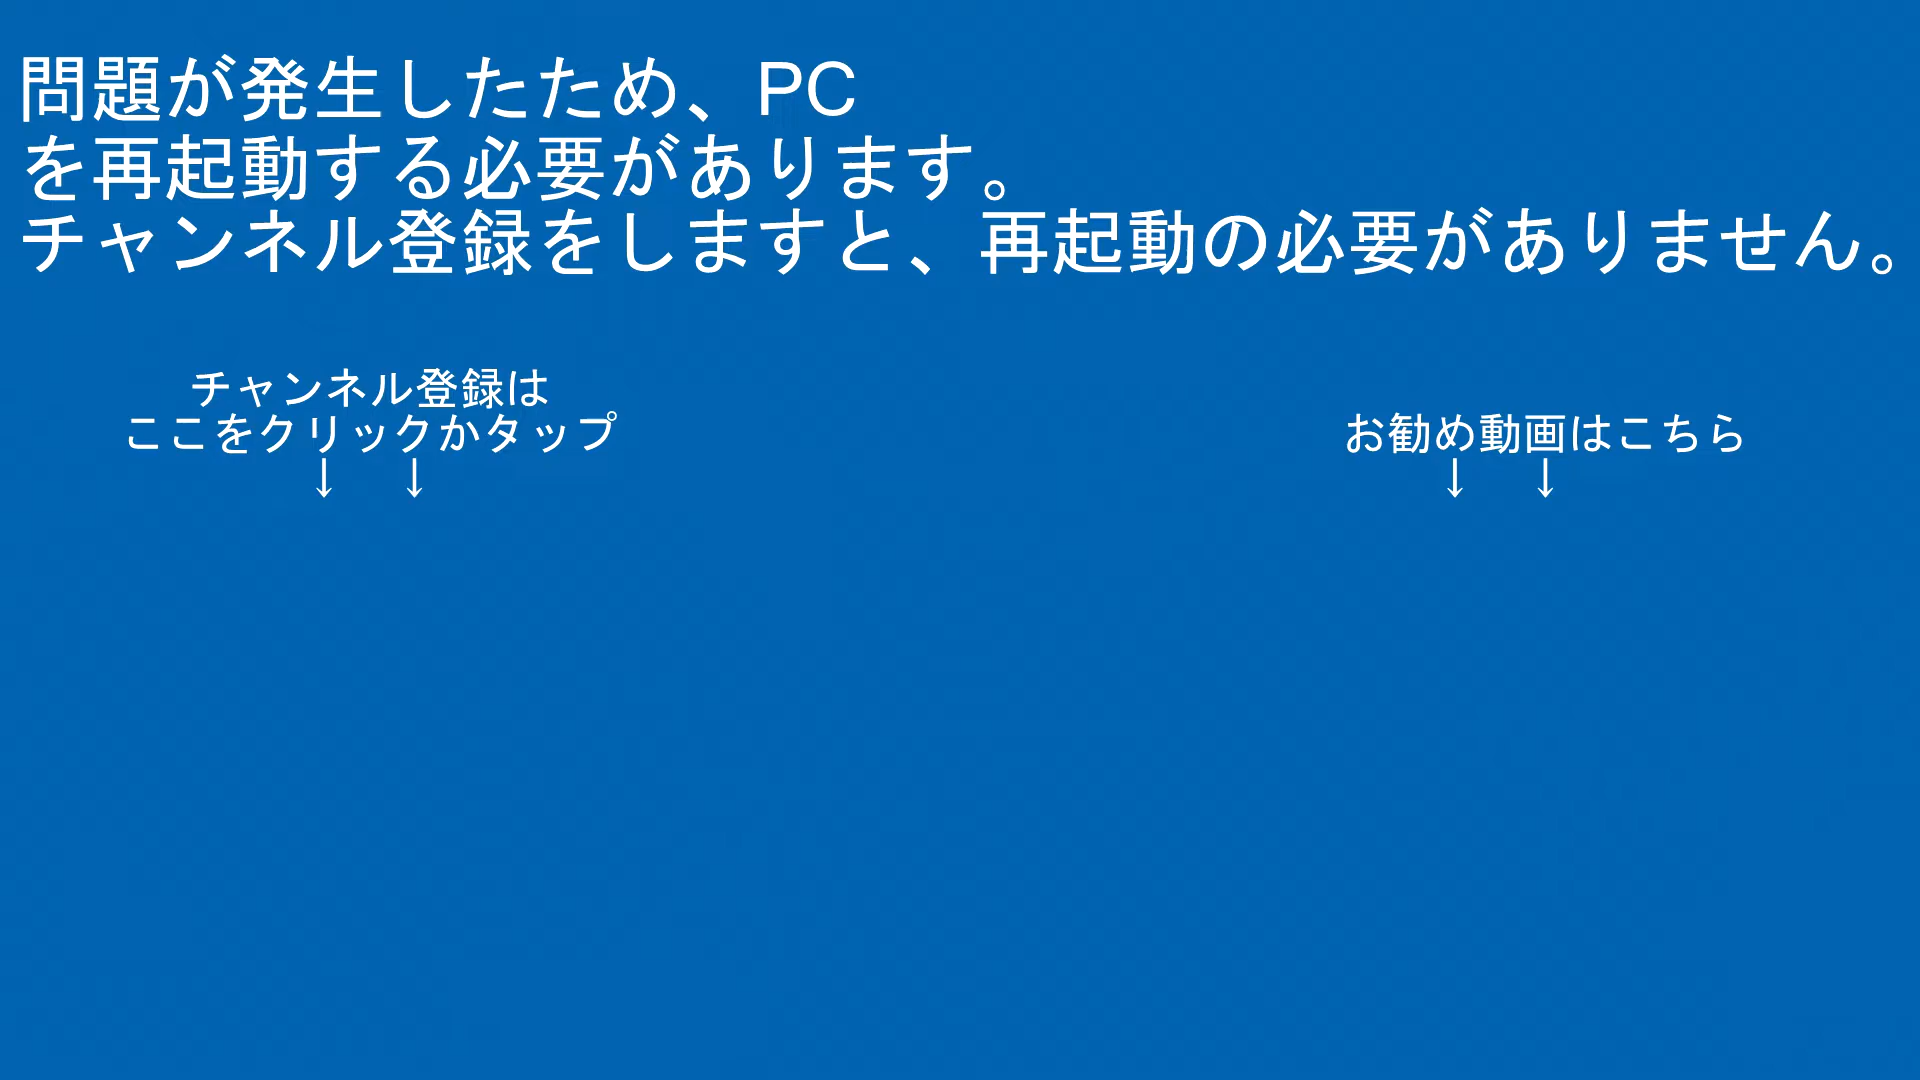 問題が発生したため、PC
を再起動する必要があります。
チャンネル登録をしますと、再起動の必要がありません。
チャンネル登録は
ここをクリックかタップ
↓ ↓
お勧め動画はこちら
↓ ↓